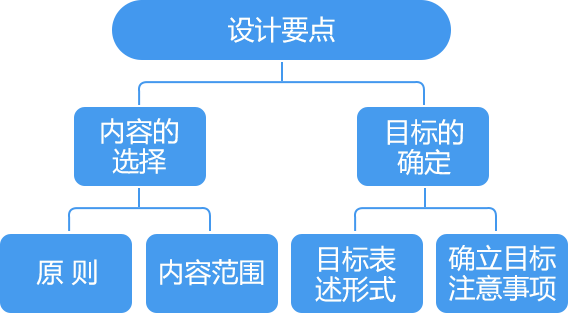 设计要点
内容的
选择
目标的
确定
原 则
内容范围
目标表
述形式
确立目标
注意事项